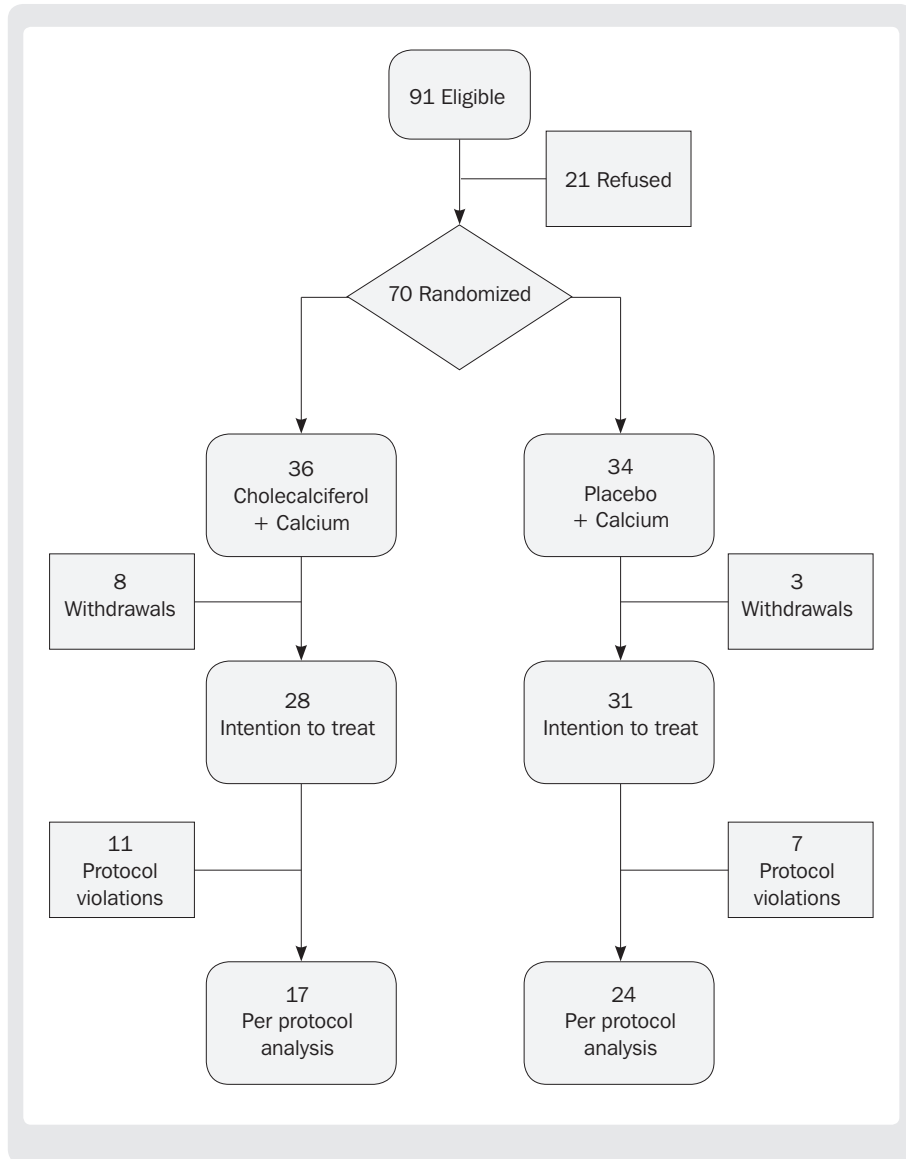 91 Eligible
21 Refused
70 Randomized
36
Cholecalciferol
+ Calcium
34
Placebo
+ Calcium
8
Withdrawals
3
Withdrawals
28
Intention to treat
31
Intention to treat
11
Protocol
violations
7
Protocol
violations
17
Per protocol
analysis
24
Per protocol
analysis